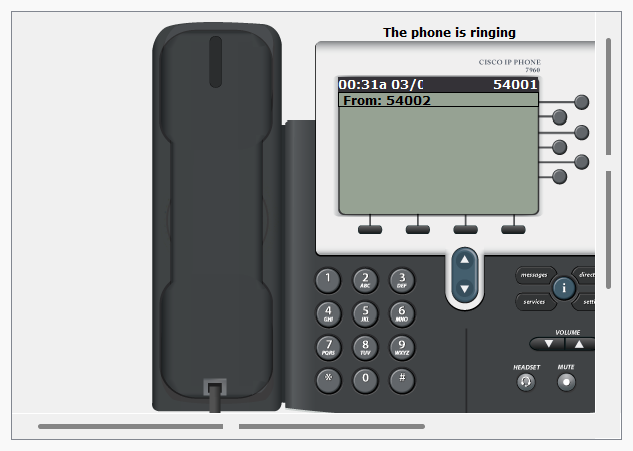 The phone is ringing
CISCO IP PHONE
7960
00:31a 03/0 54001
From: 54002
messages
services
i
1
2 ABC
3 DEF
4 GHI
5 JKL
6 MNO
7 PQRS
8 TUV
9 WXYZ
*
0
#
VOLUME
HEADSET MUTE